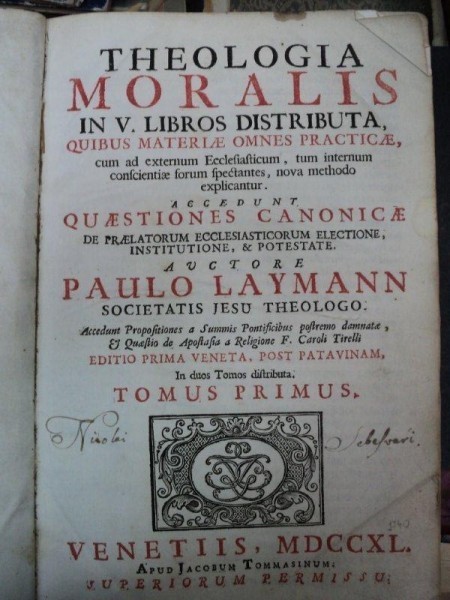 THEOLOGIA
MORALIS
IN V. LIBROS DISTRIBUTA,
QUIBUS MATERIÆ OMNES PRACTICÆ,
cum ad externum Ecclesiasticum, tum internum
conscientiæ forum spectantes, nova methodo
explicantur.
ACCEDUNT
QUÆSTIONES CANONICÆ
DE PRÆLATORUM ECCLESIASTICORUM ELECTIONE,
INSTITUTIONE, & POTESTATE.
AUCTORE
PAULO LAYMANN
SOCIETATIS JESU THEOLOGO.
Accedunt Propositiones a Summis Pontificibus postremo damnatæ,
& Quæstio de Apostasia a Religione F. Caroli Tirelli
EDITIO PRIMA VENETA, POST PATAVINAM,
In duos Tomos distributa.
TOMUS PRIMUS.
Nicolai
VENETIIS, MDCCXL.
APUD JACOBUM TOMMASINUM:
SUPERIORUM PERMISSU: